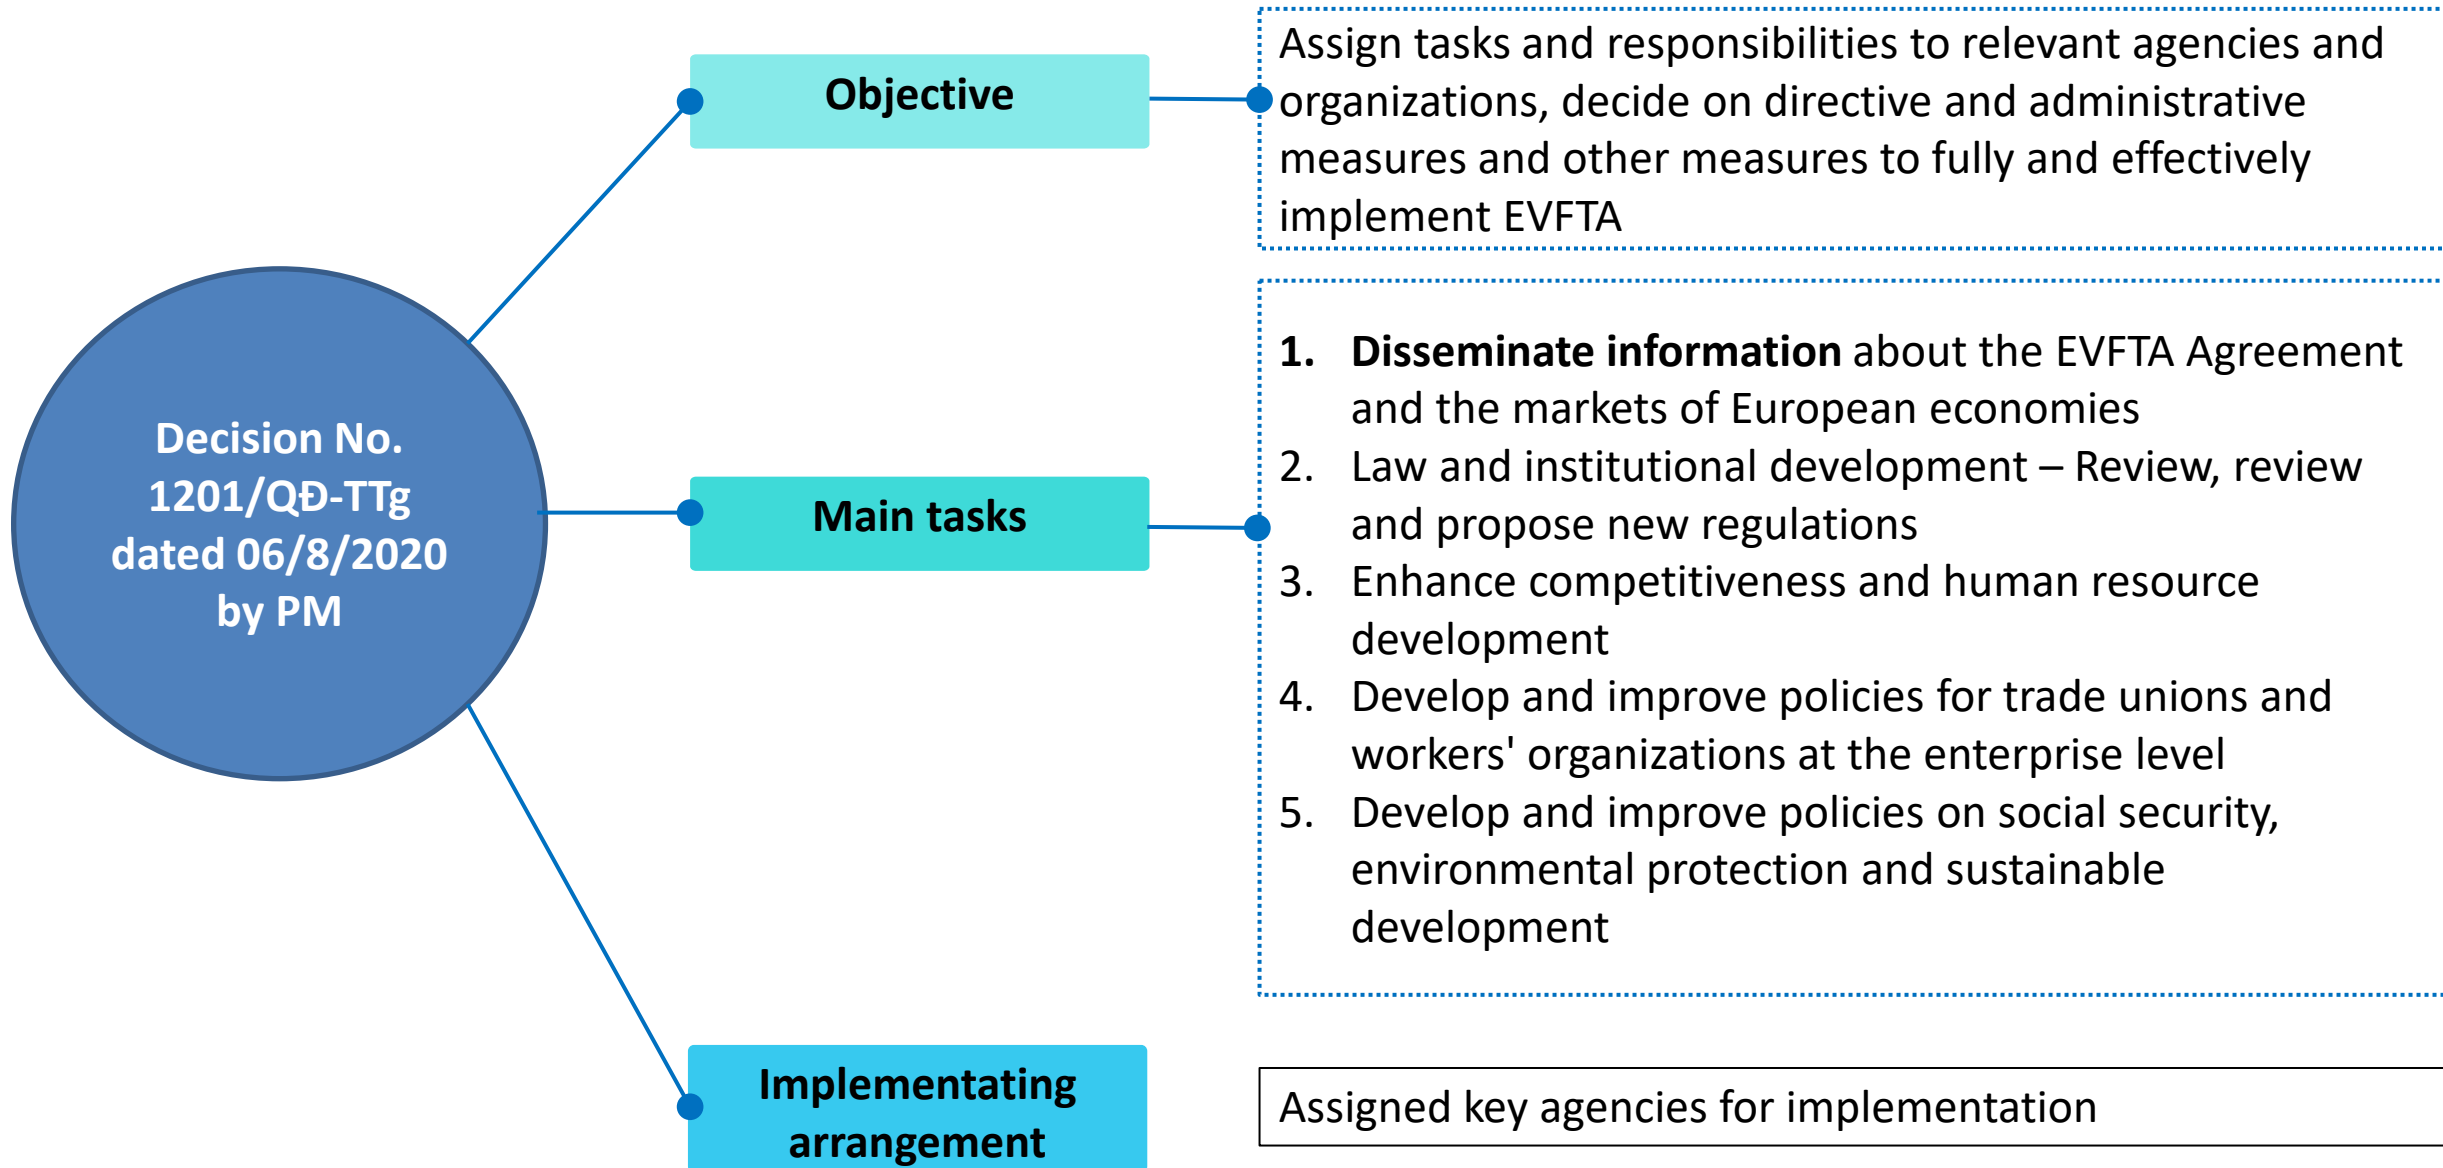 Decision No.
1201/QĐ-TTg
dated 06/8/2020
by PM
Objective
Assign tasks and responsibilities to relevant agencies and
organizations, decide on directive and administrative
measures and other measures to fully and effectively
implement EVFTA
Main tasks
1. Disseminate information about the EVFTA Agreement
and the markets of European economies
2. Law and institutional development – Review, review
and propose new regulations
3. Enhance competitiveness and human resource
development
4. Develop and improve policies for trade unions and
workers' organizations at the enterprise level
5. Develop and improve policies on social security,
environmental protection and sustainable
development
Implementating
arrangement
Assigned key agencies for implementation